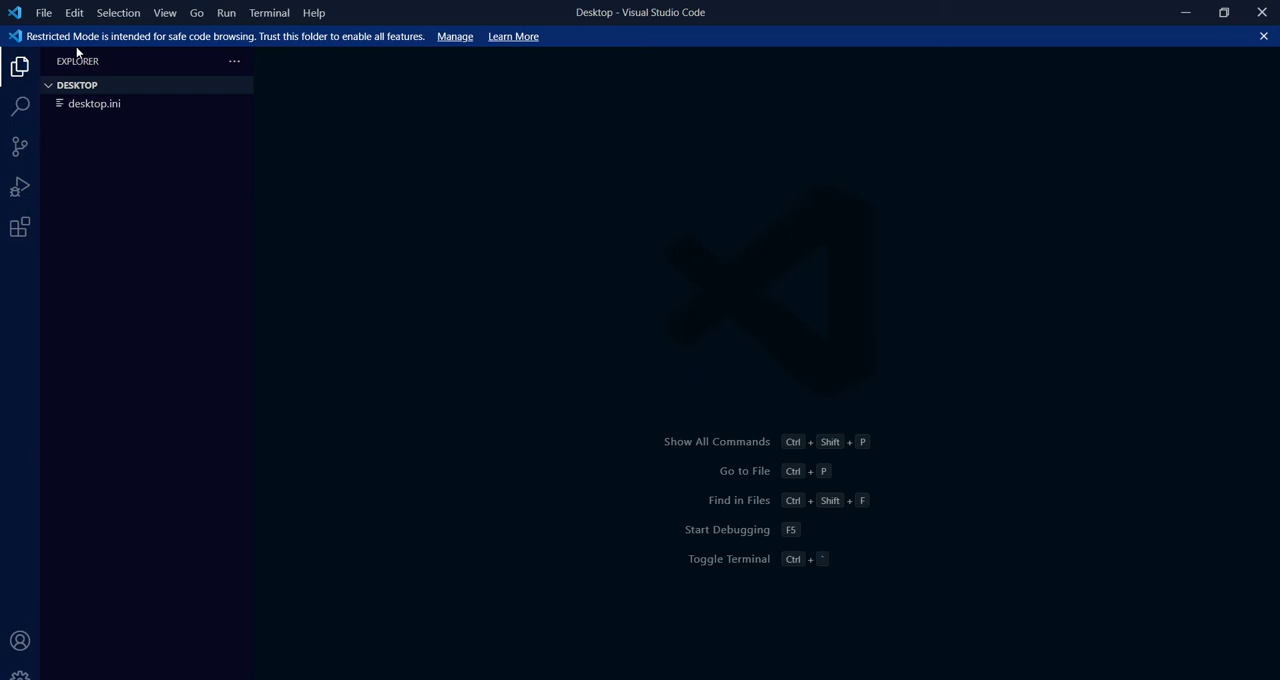 File Edit Selection View Go Run Terminal Help Desktop - Visual Studio Code
Restricted Mode is intended for safe code browsing. Trust this folder to enable all features. Manage Learn More
EXPLORER
DESKTOP
desktop.ini
Show All Commands Ctrl + Shift + P
Go to File Ctrl + P
Find in Files Ctrl + Shift + F
Start Debugging F5
Toggle Terminal Ctrl + `